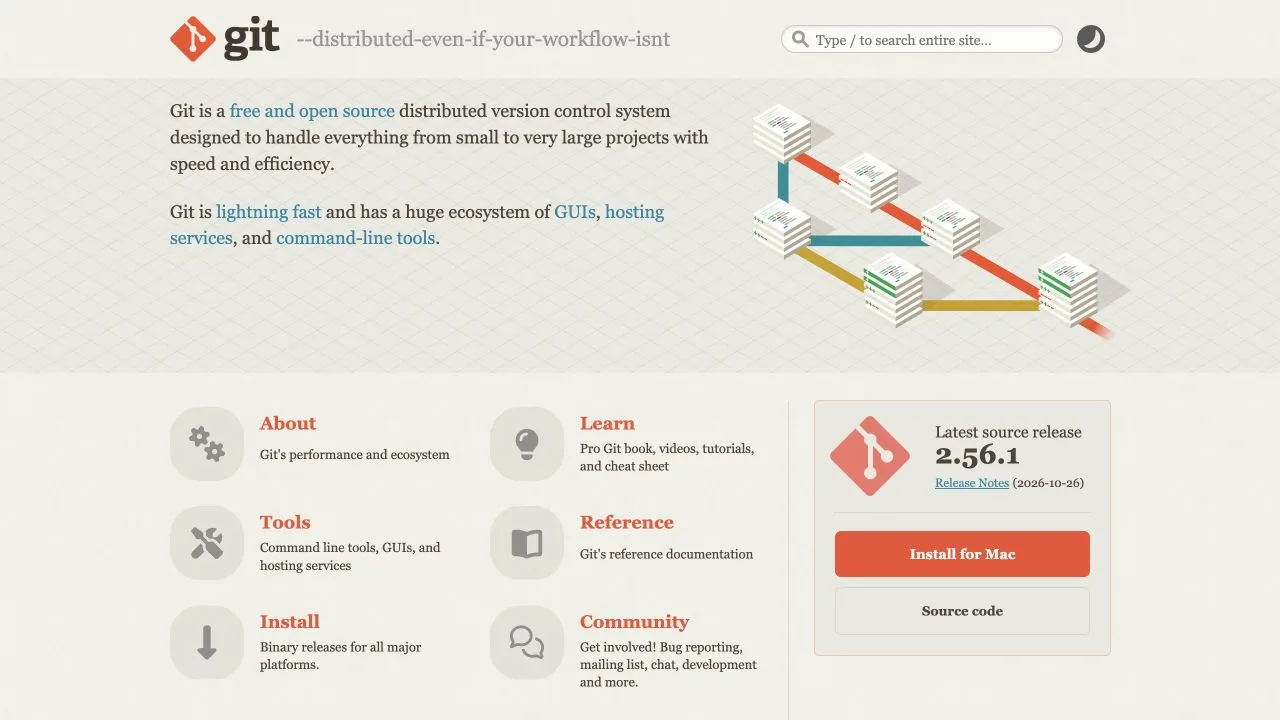 git --distributed-even-if-your-workflow-isnt
Type / to search entire site...
Git is a free and open source distributed version control system
designed to handle everything from small to very large projects with
speed and efficiency.
Git is lightning fast and has a huge ecosystem of GUIs, hosting
services, and command-line tools.
About
Git's performance and ecosystem
Learn
Pro Git book, videos, tutorials,
and cheat sheet
Tools
Command line tools, GUIs, and
hosting services
Reference
Git's reference documentation
Install
Binary releases for all major
platforms.
Community
Get involved! Bug reporting,
mailing list, chat, development
and more.
Latest source release
2.56.1
Release Notes (2026-10-26)
Install for Mac
Source code